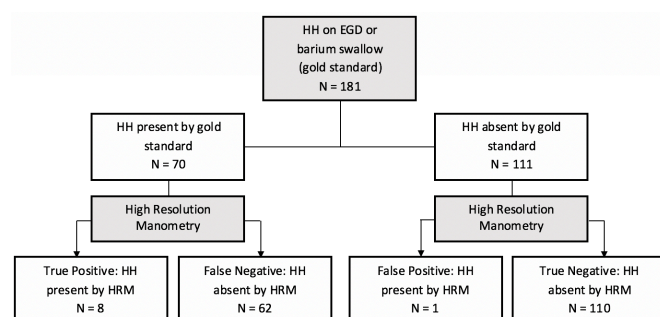 HH on EGD or
barium swallow
(gold standard)
N = 181
HH present by gold
standard
N = 70
HH absent by gold
standard
N = 111
High Resolution
Manometry
High Resolution
Manometry
True Positive: HH
present by HRM
N = 8
False Negative: HH
absent by HRM
N = 62
False Positive: HH
present by HRM
N = 1
True Negative: HH
absent by HRM
N = 110